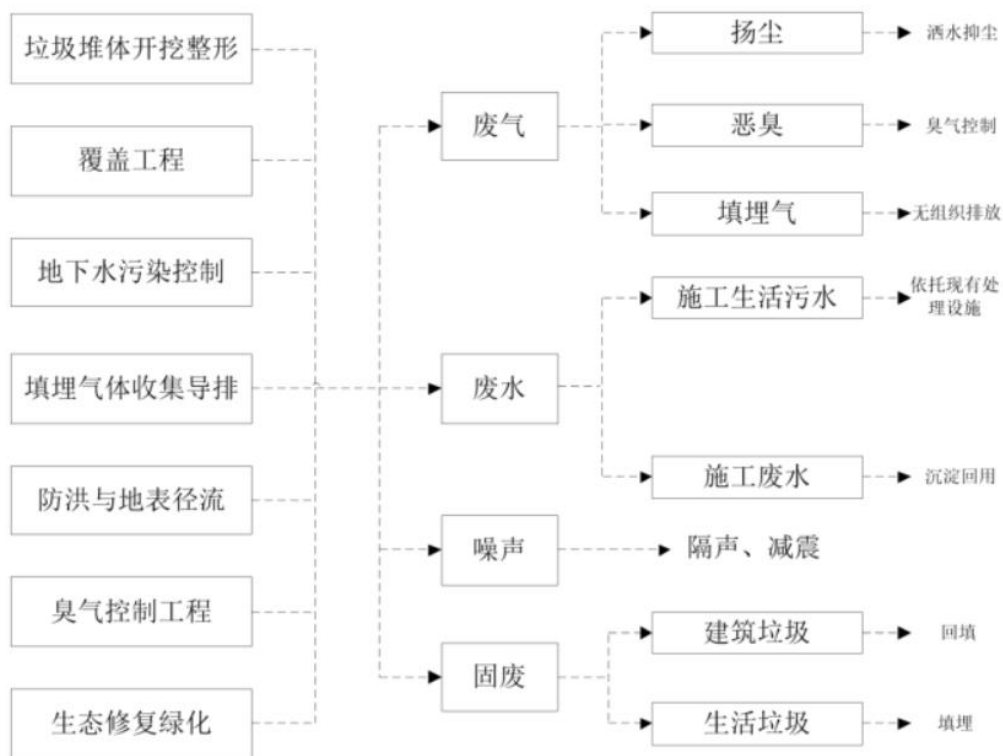 垃圾堆体开挖整形
覆盖工程
地下水污染控制
填埋气体收集导排
防洪与地表径流
臭气控制工程
生态修复绿化
废气
废水
噪声
固废
扬尘
恶臭
填埋气
施工生活污水
施工废水
隔声、减震
建筑垃圾
生活垃圾
洒水抑尘
臭气控制
无组织排放
依托现有处
理设施
沉淀回用
回填
填埋